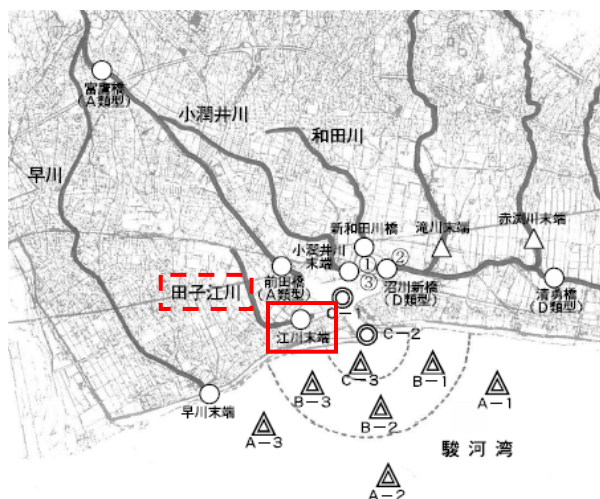 富鷹橋
(A類型)
小潤井川
和田川
早川
新和田川橋
滝川末端
赤渕川末端
小潤井川
末端
①
②
③
前田橋
(A類型)
沼川新橋
(D類型)
清勇橋
(D類型)
田子江川
C-1
江川末端
C-2
C-3
B-1
B-3
A-1
早川末端
B-2
A-3
駿河湾
A-2